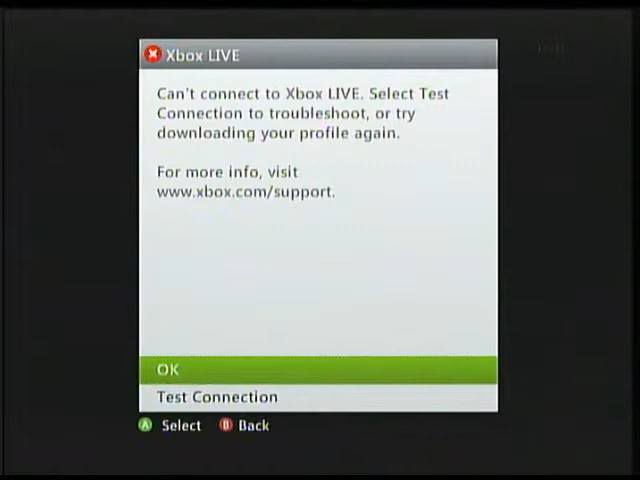 Xbox LIVE
Can't connect to Xbox LIVE. Select Test
Connection to troubleshoot, or try
downloading your profile again.
For more info, visit
www.xbox.com/support.
OK
Test Connection
A Select B Back